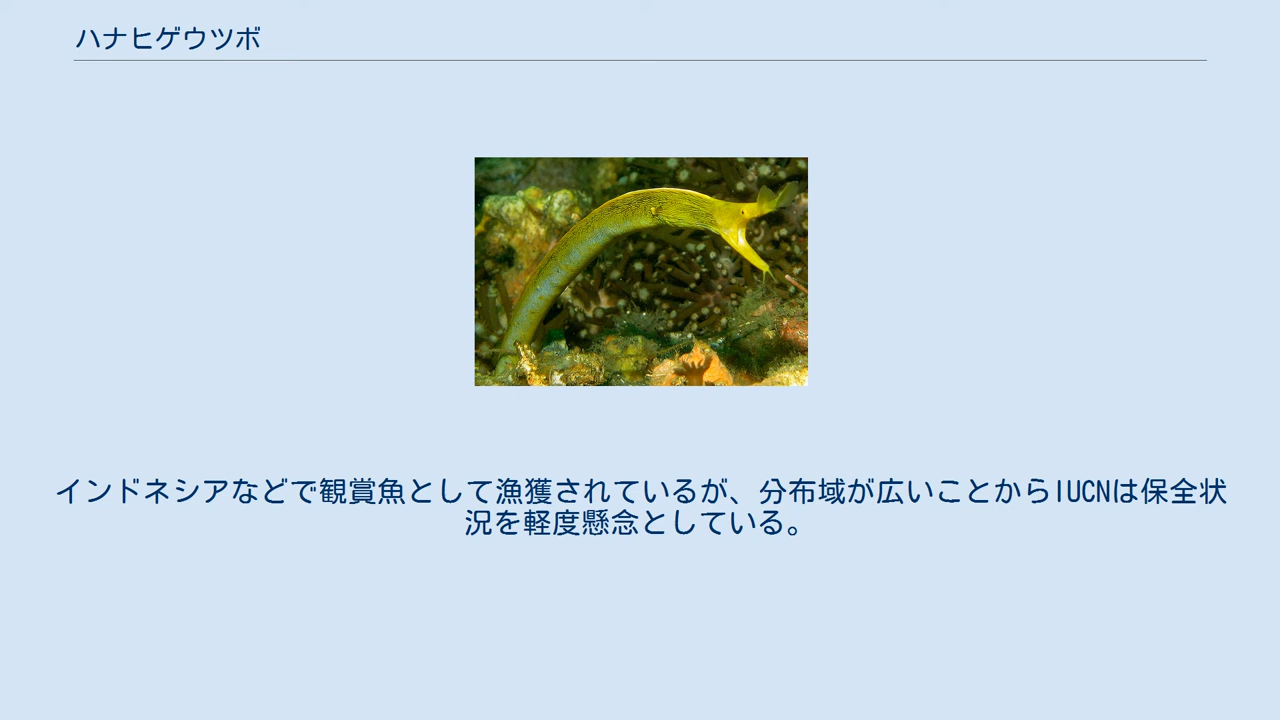 ハナヒゲウツボ
インドネシアなどで観賞魚として漁獲されているが、分布域が広いことからIUCNは保全状
況を軽度懸念としている。